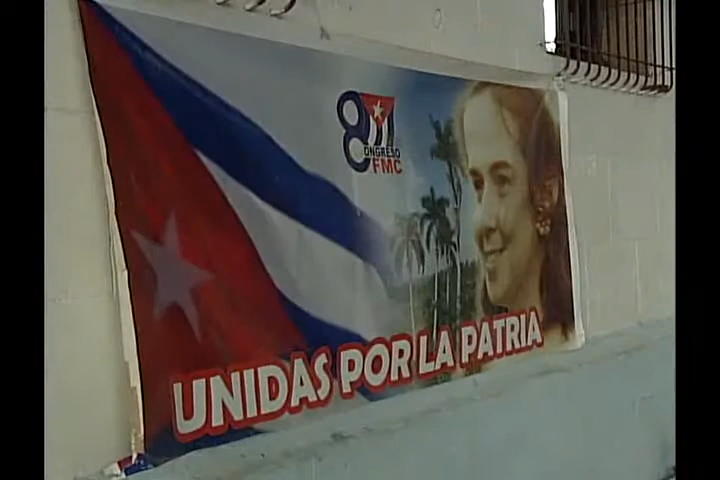 8
CONGRESO
FMC
UNIDAS POR LA PATRIA